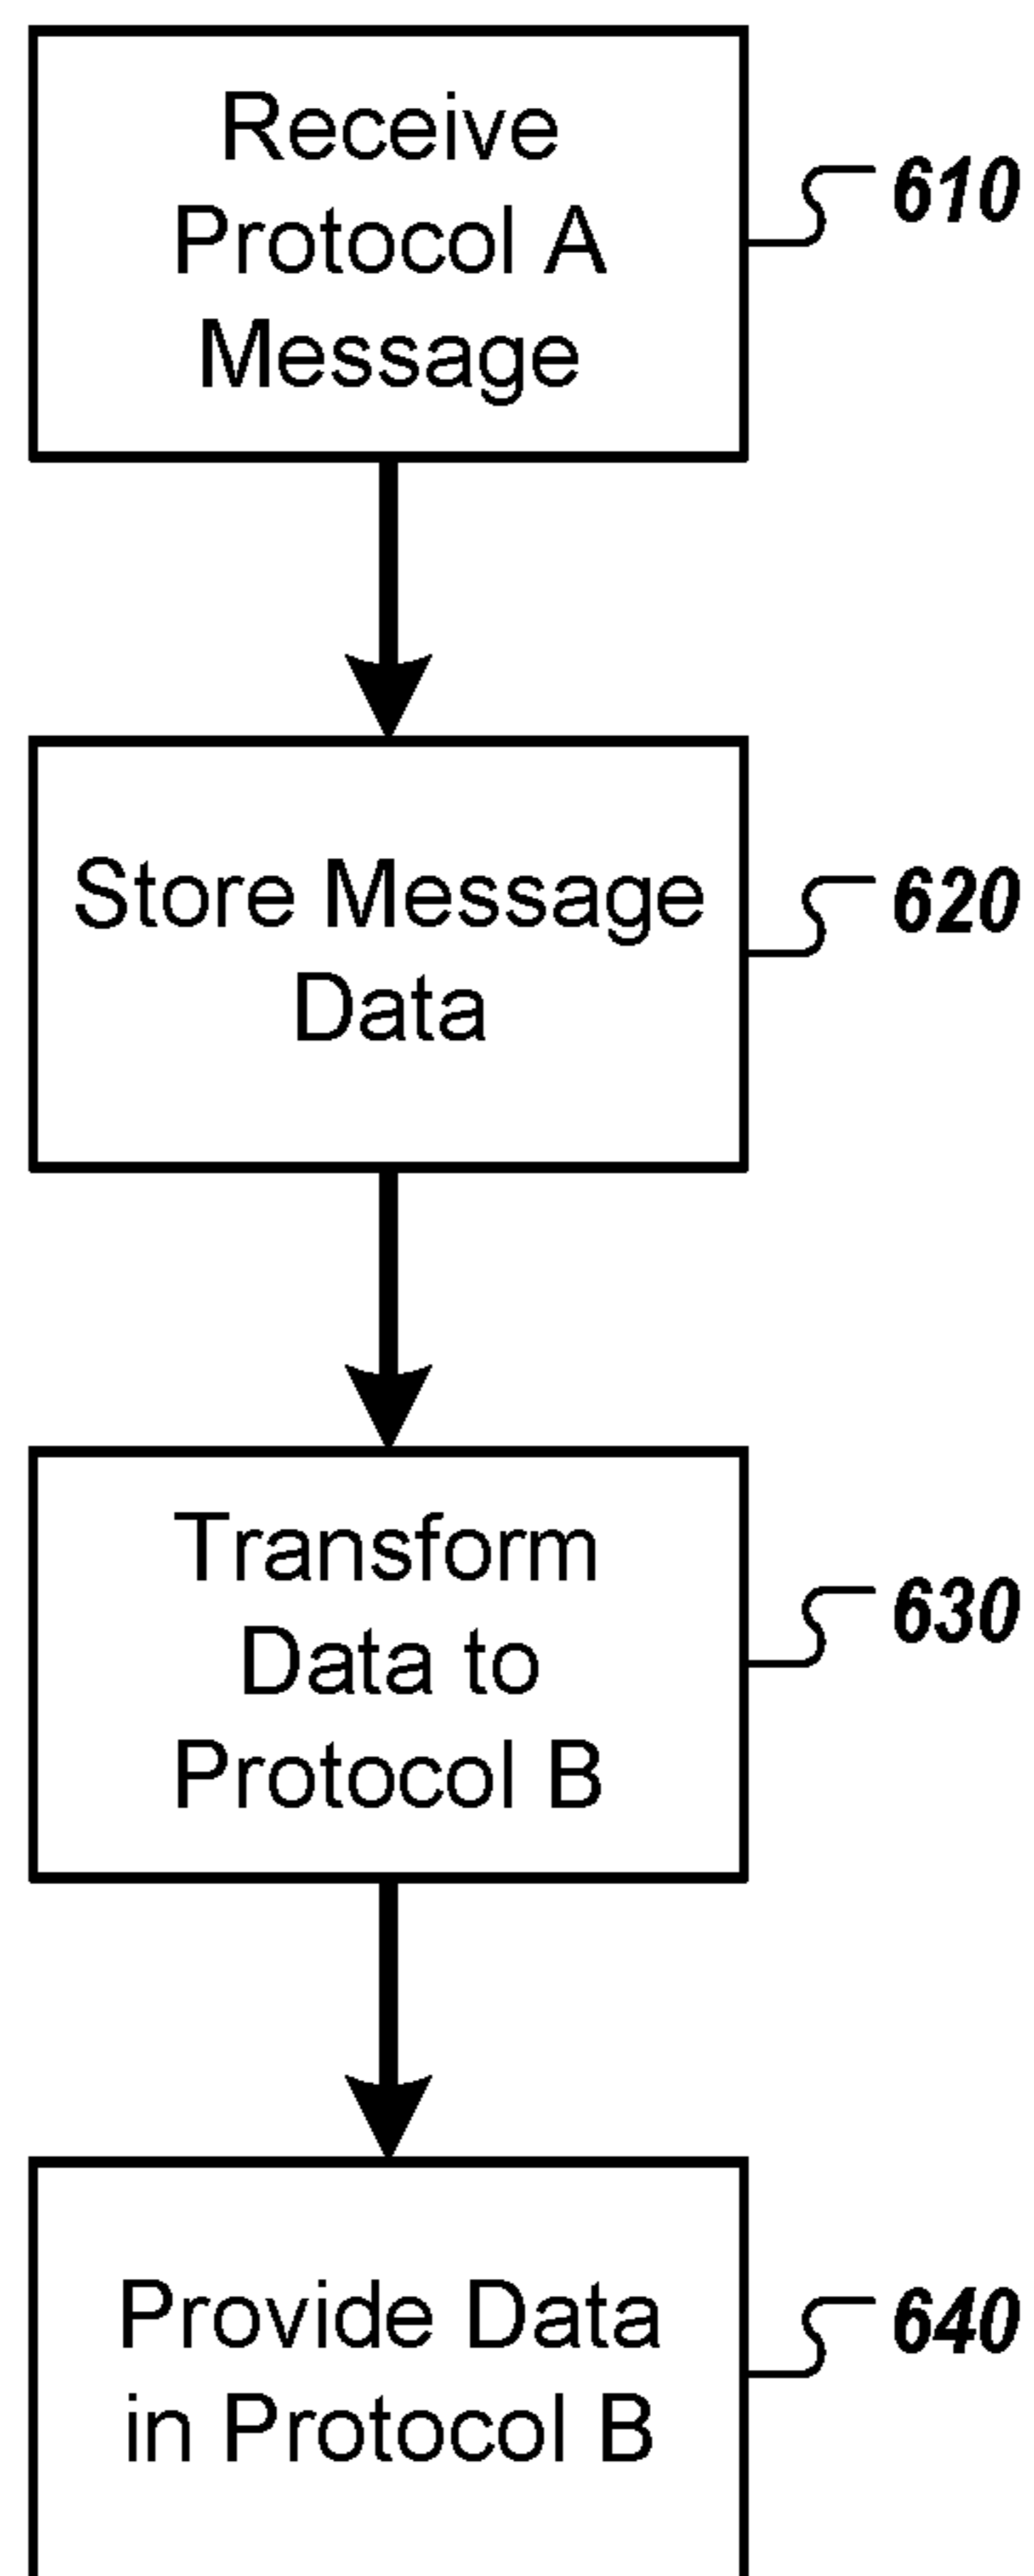 Receive
Protocol A
Message
610
Store Message
Data
620
Transform
Data to
Protocol B
630
Provide Data
in Protocol B
640